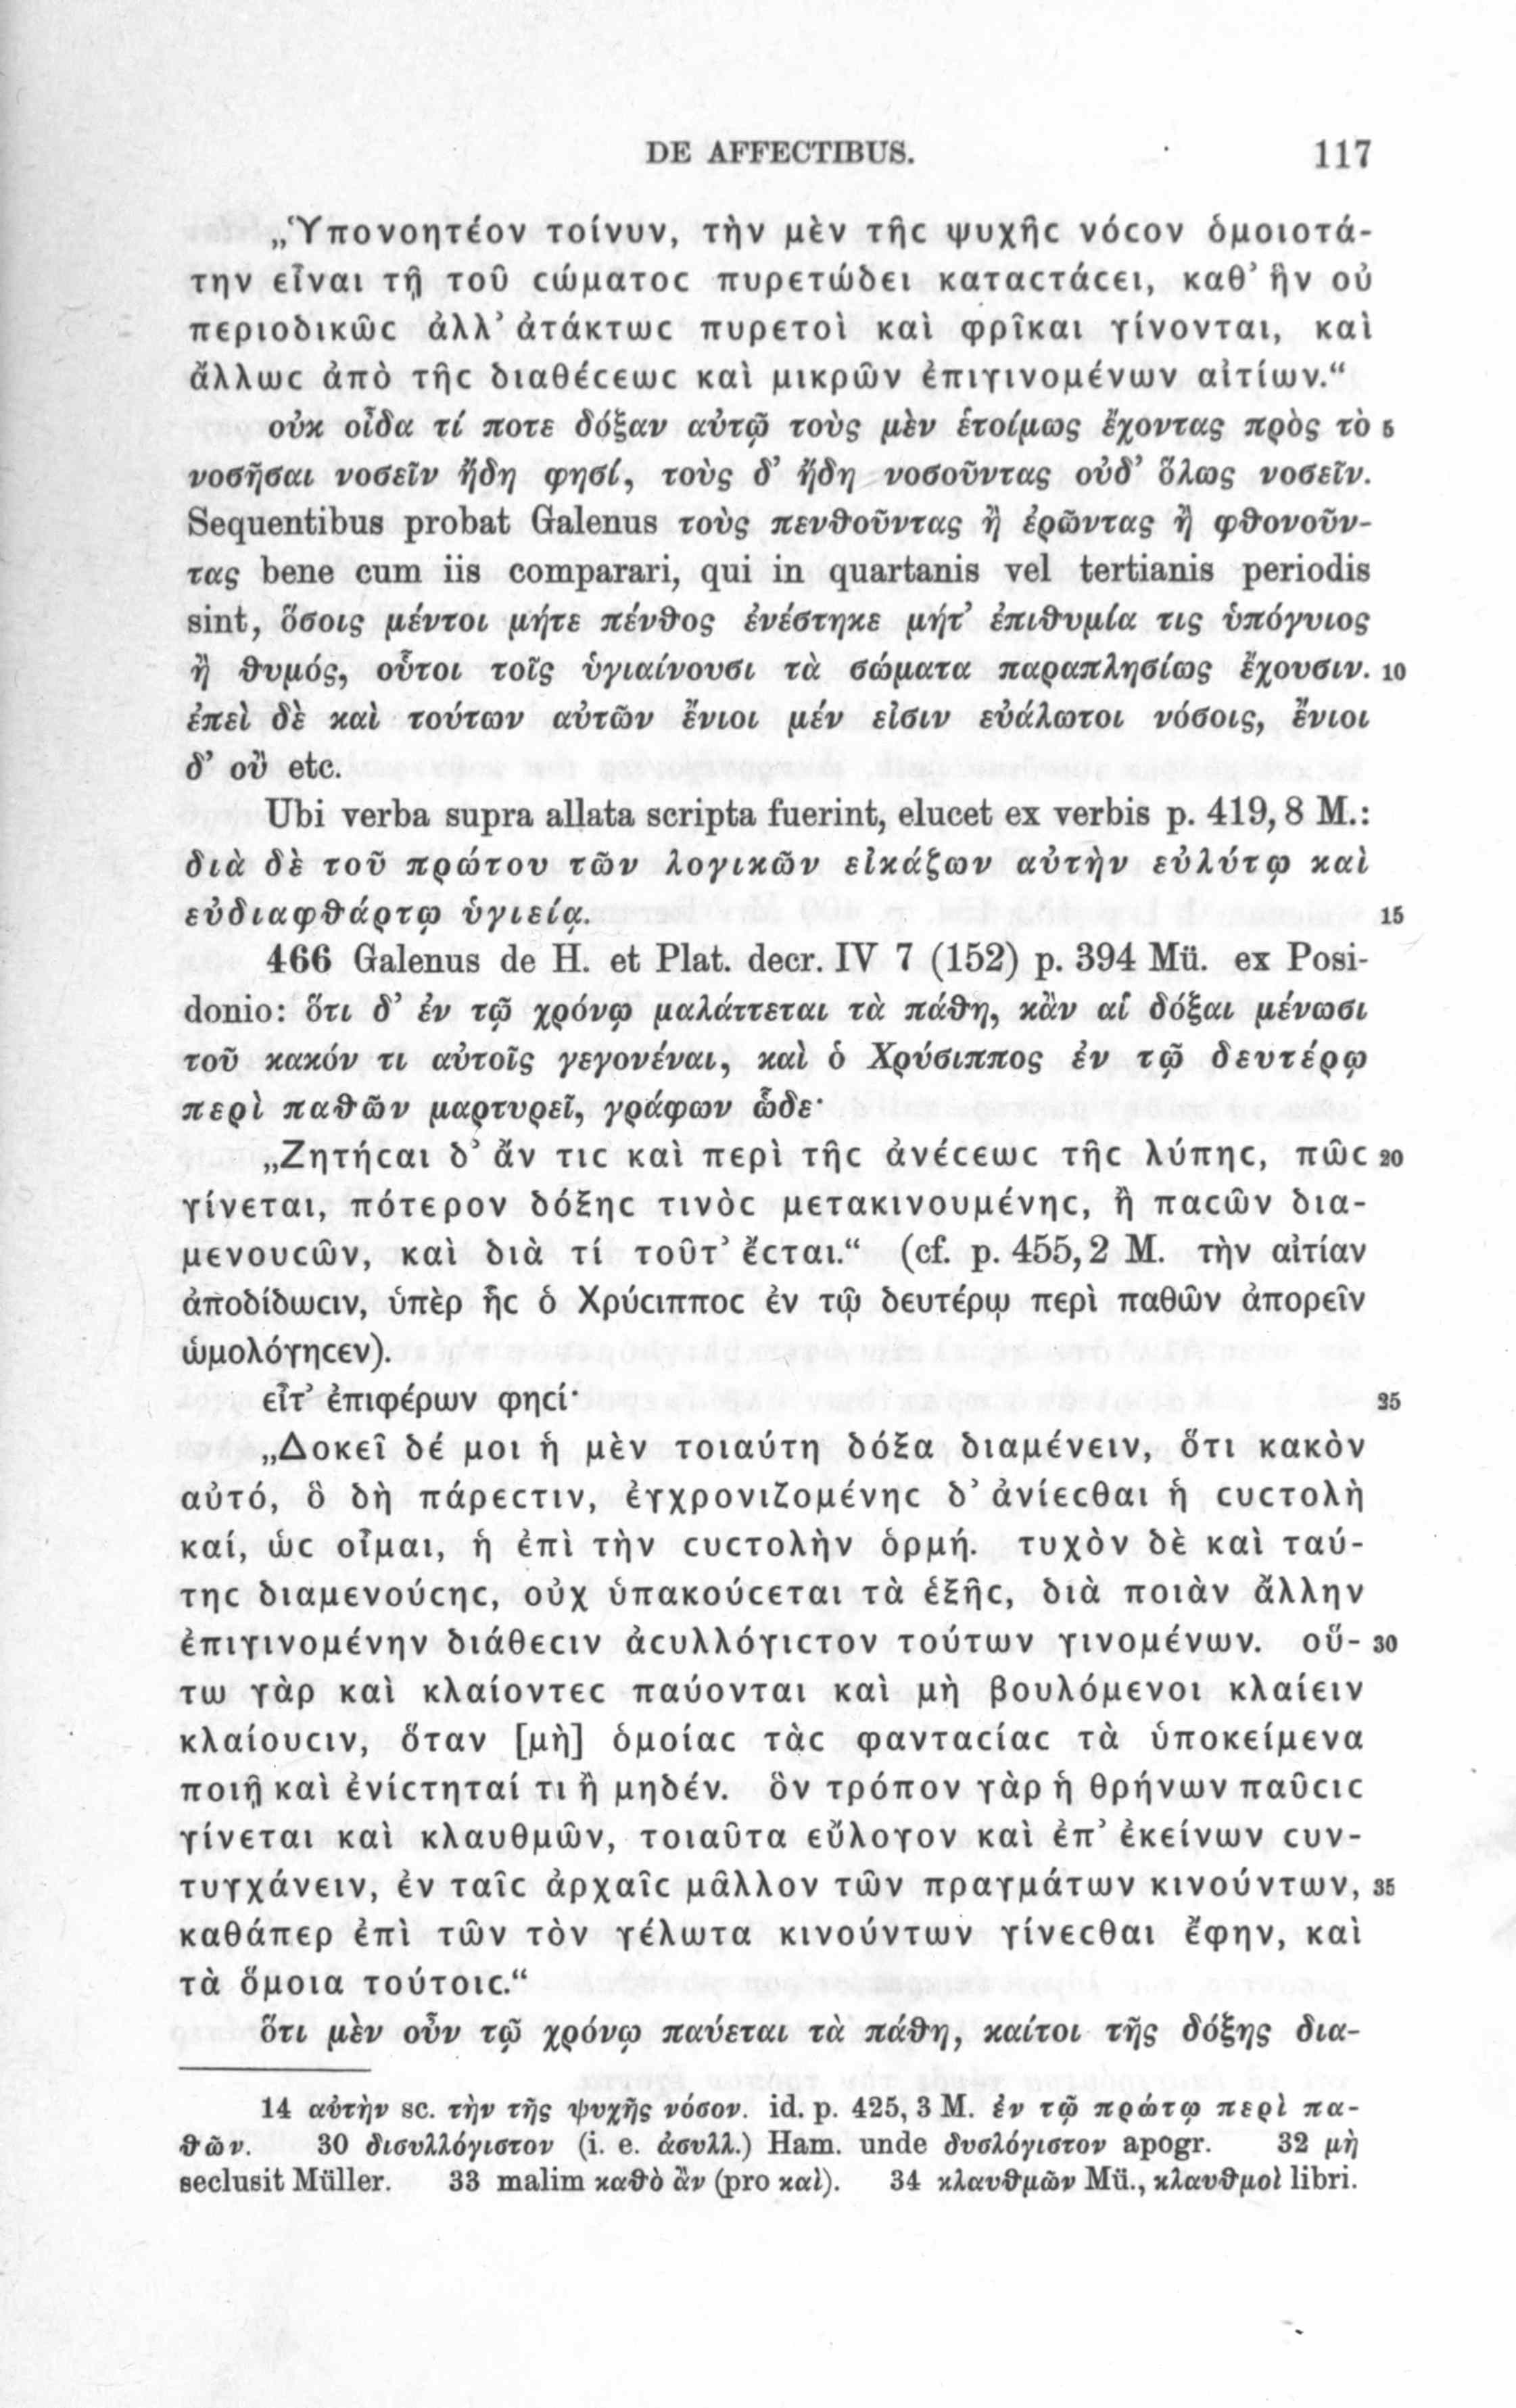 DE AFFECTIBUS. 117
„Ὑπονοητέον τοίνυν, τὴν μὲν τῆϲ ψυχῆϲ νόϲον ὁμοιοτά-
την εἶναι τῇ τοῦ ϲώματοϲ πυρετώδει καταϲτάϲει, καθ’ ἣν οὐ
περιοδικῶϲ ἀλλ’ ἀτάκτωϲ πυρετοὶ καὶ φρῖκαι γίνονται, καὶ
ἄλλωϲ ἀπὸ τῆϲ διαθέϲεωϲ καὶ μικρῶν ἐπιγινομένων αἰτίων.“
οὐκ οἶδα τί ποτε δόξαν αὐτῷ τοὺς μὲν ἑτοίμως ἔχοντας πρὸς τὸ 5
νοσῆσαι νοσεῖν ἤδη φησί, τοὺς δ’ ἤδη νοσοῦντας οὐδ’ ὅλως νοσεῖν.
Sequentibus probat Galenus τοὺς πενθοῦντας ἢ ἐρῶντας ἢ φθονοῦν-
τας bene cum iis comparari, qui in quartanis vel tertianis periodis
sint, ὅσοις μέντοι μήτε πένθος ἐνέστηκε μήτ’ ἐπιθυμία τις ὑπόγυιος
ἢ θυμός, οὗτοι τοῖς ὑγιαίνουσι τὰ σώματα παραπλησίως ἔχουσιν. 10
ἐπεὶ δὲ καὶ τούτων αὐτῶν ἔνιοι μέν εἰσιν εὐάλωτοι νόσοις, ἔνιοι
δ’ οὒ etc.
Ubi verba supra allata scripta fuerint, elucet ex verbis p. 419, 8 M.:
διὰ δὲ τοῦ πρώτου τῶν λογικῶν εἰκάζων αὐτὴν εὐλύτῳ καὶ
εὐδιαφθάρτῳ ὑγιείᾳ. 15
466 Galenus de H. et Plat. decr. IV 7 (152) p. 394 Mü. ex Posi-
donio: ὅτι δ’ ἐν τῷ χρόνῳ μαλάττεται τὰ πάθη, κἂν αἱ δόξαι μένωσι
τοῦ κακόν τι αὐτοῖς γεγονέναι, καὶ ὁ Χρύσιππος ἐν τῷ δευτέρῳ
περὶ παθῶν μαρτυρεῖ, γράφων ὧδε·
„Ζητήϲαι δ’ ἄν τιϲ καὶ περὶ τῆϲ ἀνέϲεωϲ τῆϲ λύπηϲ, πῶϲ 20
γίνεται, πότερον δόξηϲ τινὸϲ μετακινουμένηϲ, ἢ παϲῶν δια-
μενουϲῶν, καὶ διὰ τί τοῦτ’ ἔϲται.“ (cf. p. 455, 2 M. τὴν αἰτίαν
ἀποδίδωϲιν, ὑπὲρ ἧϲ ὁ Χρύϲιπποϲ ἐν τῷ δευτέρῳ περὶ παθῶν ἀπορεῖν
ὡμολόγηϲεν).
εἶτ’ ἐπιφέρων φηϲί· 25
„Δοκεῖ δέ μοι ἡ μὲν τοιαύτη δόξα διαμένειν, ὅτι κακὸν
αὐτό, ὃ δὴ πάρεϲτιν, ἐγχρονιζομένηϲ δ’ ἀνίεϲθαι ἡ ϲυϲτολὴ
καί, ὡϲ οἶμαι, ἡ ἐπὶ τὴν ϲυϲτολὴν ὁρμή. τυχὸν δὲ καὶ ταύ-
τηϲ διαμενούϲηϲ, οὐχ ὑπακούϲεται τὰ ἑξῆϲ, διὰ ποιὰν ἄλλην
ἐπιγινομένην διάθεϲιν ἀϲυλλόγιϲτον τούτων γινομένων. οὕ- 30
τω γὰρ καὶ κλαίοντεϲ παύονται καὶ μὴ βουλόμενοι κλαίειν
κλαίουϲιν, ὅταν [μὴ] ὁμοίαϲ τὰϲ φανταϲίαϲ τὰ ὑποκείμενα
ποιῇ καὶ ἐνίϲτηταί τι ἢ μηδέν. ὃν τρόπον γὰρ ἡ θρήνων παῦϲιϲ
γίνεται καὶ κλαυθμῶν, τοιαῦτα εὔλογον καὶ ἐπ’ ἐκείνων ϲυν-
τυγχάνειν, ἐν ταῖϲ ἀρχαῖϲ μᾶλλον τῶν πραγμάτων κινούντων, 35
καθάπερ ἐπὶ τῶν τὸν γέλωτα κινούντων γίνεϲθαι ἔφην, καὶ
τὰ ὅμοια τούτοιϲ.“
ὅτι μὲν οὖν τῷ χρόνῳ παύεται τὰ πάθη, καίτοι τῆς δόξης δια-
14 αὐτὴν sc. τὴν τῆς ψυχῆς νόσον. id. p. 425, 3 M. ἐν τῷ πρώτῳ περὶ πα-
θῶν. 30 δισυλλόγιστον (i. e. ἀσυλλ.) Ham. unde δυσλόγιστον apogr. 32 μὴ
seclusit Müller. 33 malim καθὸ ἂν (pro καὶ). 34 κλαυθμῶν Mü., κλαυθμοὶ libri.